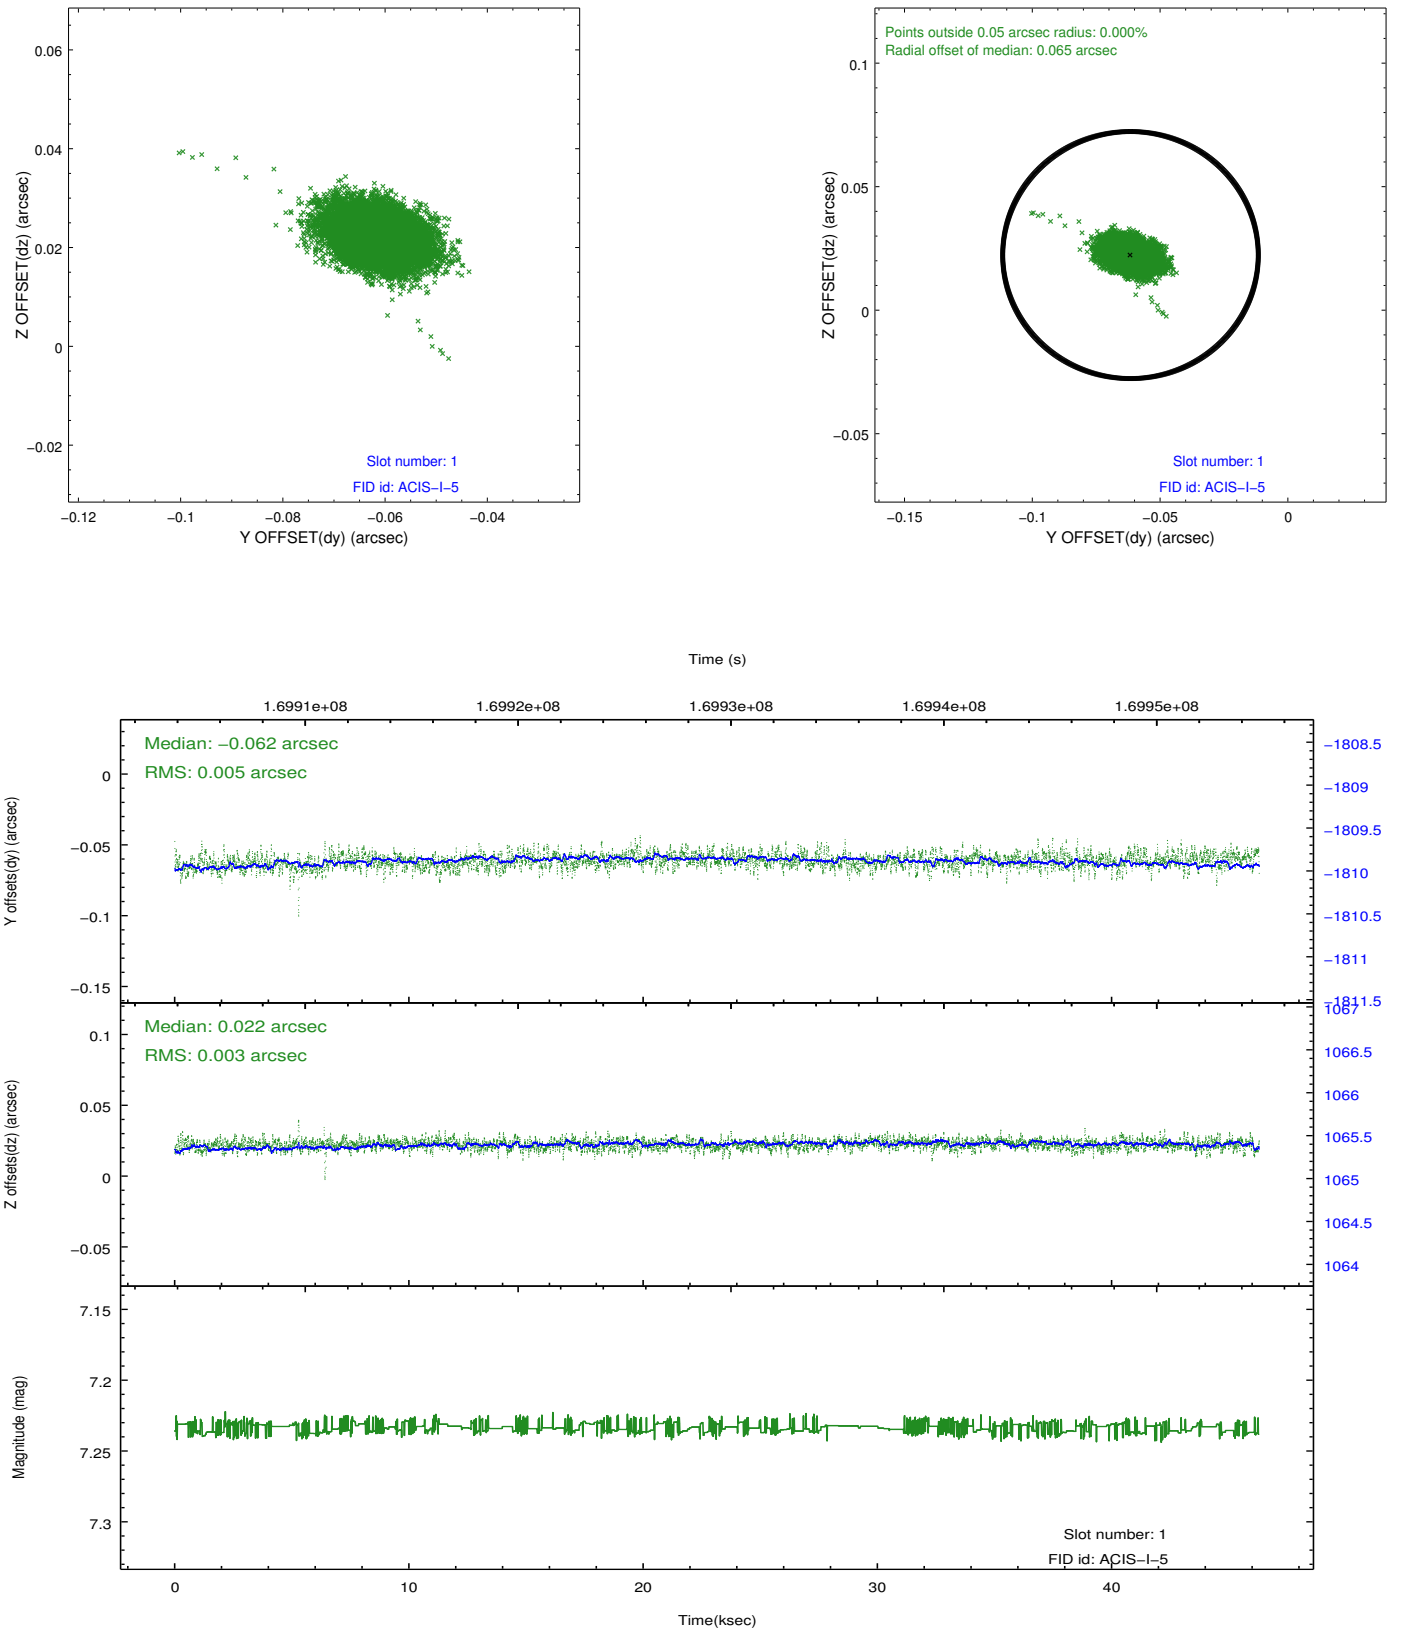 0.06
0.04
0.02
0
−0.02
Z OFFSET(dz) (arcsec)
Slot number: 1
FID id: ACIS−I−5
−0.12
−0.1
−0.08
−0.06
−0.04
Y OFFSET(dy) (arcsec)
Points outside 0.05 arcsec radius: 0.000%
Radial offset of median: 0.065 arcsec
0.1
0.05
0
−0.05
Z OFFSET(dz) (arcsec)
Slot number: 1
FID id: ACIS−I−5
−0.15
−0.1
−0.05
0
Y OFFSET(dy) (arcsec)
Time (s)
1.6991e+08
1.6992e+08
1.6993e+08
1.6994e+08
1.6995e+08
Median: −0.062 arcsec
RMS: 0.005 arcsec
0
−0.05
−0.1
−0.15
Y offsets(dy) (arcsec)
−1808.5
−1809
−1809.5
−1810
−1810.5
−1811
−1811.5
Median: 0.022 arcsec
RMS: 0.003 arcsec
0.1
0.05
0
−0.05
Z offsets(dz) (arcsec)
1067
1066.5
1066
1065.5
1065
1064.5
1064
7.15
7.2
7.25
7.3
Magnitude (mag)
Slot number: 1
FID id: ACIS−I−5
0
10
20
30
40
Time(ksec)